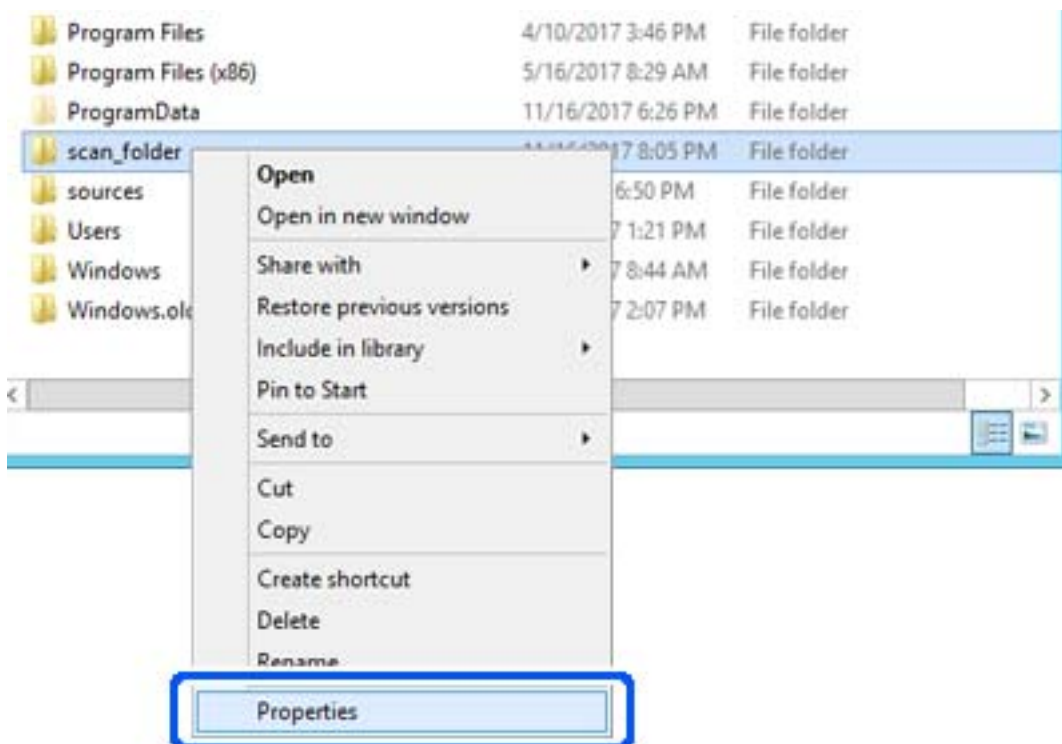 Program Files 4/10/2017 3:46 PM File folder
Program Files (x86) 5/16/2017 8:29 AM File folder
ProgramData 11/16/2017 6:26 PM File folder
scan_folder 8:05 PM File folder
sources 6:50 PM File folder
Users 1:21 PM File folder
Windows 8:44 AM File folder
Windows.old 2:07 PM File folder
Open
Open in new window
Share with
Restore previous versions
Include in library
Pin to Start
Send to
Cut
Copy
Create shortcut
Delete
Rename
Properties